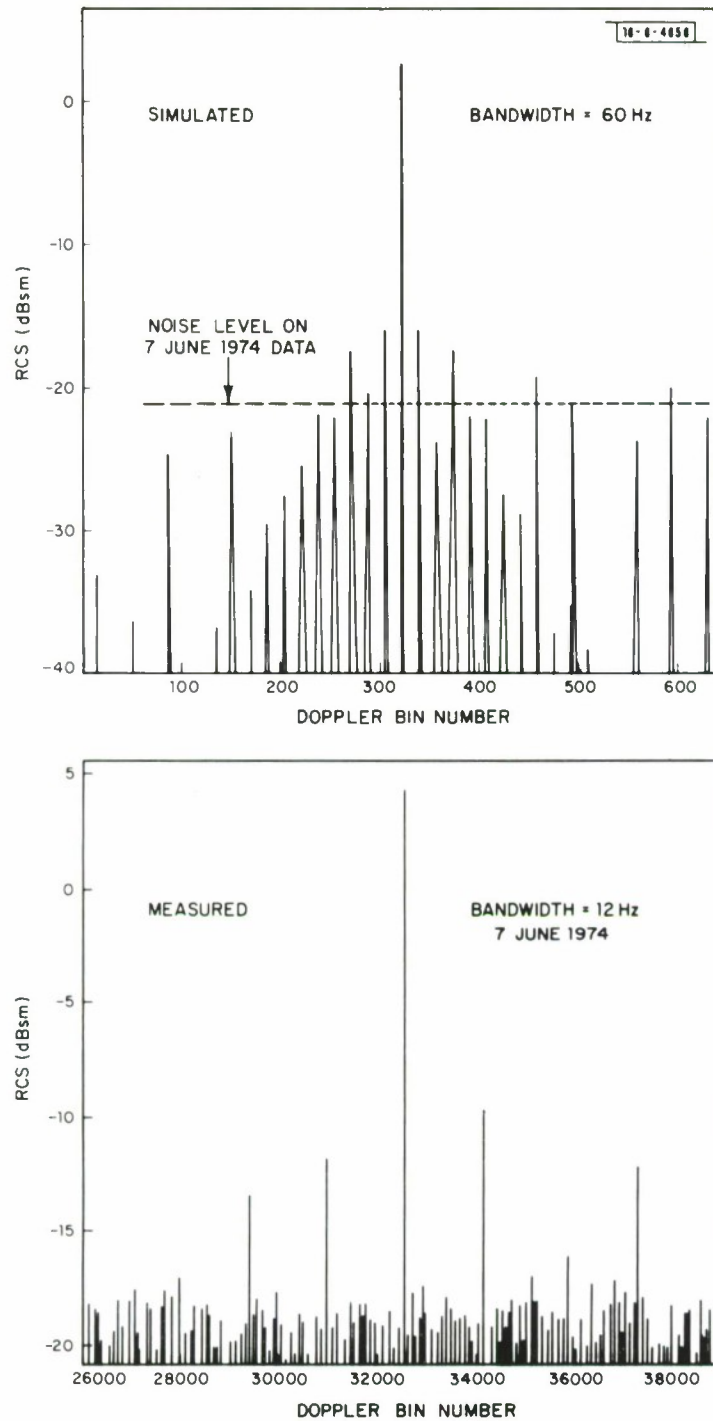 18-6-4050
0
SIMULATED
BANDWIDTH = 60 Hz
-10
RCS (dBsm)
NOISE LEVEL ON
7 JUNE 1974 DATA
-20
-30
-40
100 200 300 400 500 600
DOPPLER BIN NUMBER
5
0
MEASURED
BANDWIDTH = 12 Hz
7 JUNE 1974
-5
RCS (dBsm)
-10
-15
-20
26000 28000 30000 32000 34000 36000 38000
DOPPLER BIN NUMBER